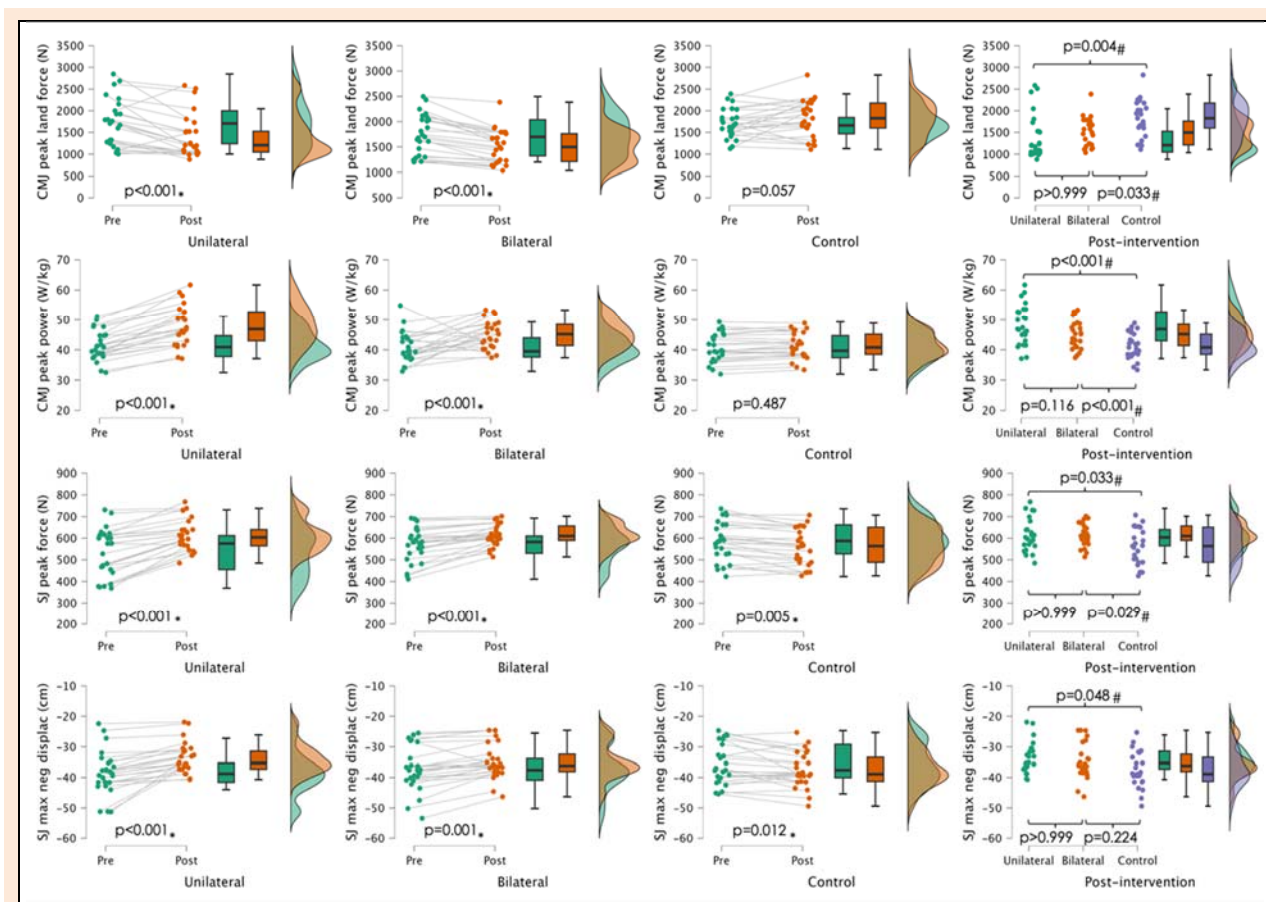 CMJ peak land force (N)
3500
3000
2500
2000
1500
1000
500
0
p<0.001*
Pre
Post
Unilateral
CMJ peak land force (N)
3500
3000
2500
2000
1500
1000
500
p<0.001*
Pre
Post
Bilateral
CMJ peak land force (N)
3500
3000
2500
2000
1500
1000
500
0
p=0.057
Pre
Post
Control
CMJ peak land force (N)
3500
3000
2500
2000
1500
1000
500
0
p=0.004#
p>0.999
p=0.033#
Unilateral
Bilateral
Control
Post-intervention
CMJ peak power (W/kg)
70
60
50
40
30
20
p<0.001*
Pre
Post
Unilateral
CMJ peak power (W/kg)
70
60
50
40
30
20
p<0.001*
Pre
Post
Bilateral
CMJ peak power (W/kg)
70
60
50
40
30
20
p=0.487
Pre
Post
Control
CMJ peak power (W/kg)
70
60
50
40
30
20
p<0.001#
p=0.116
p<0.001#
Unilateral
Bilateral
Control
Post-intervention
SJ peak force (N)
900
800
700
600
500
400
300
200
p<0.001*
Pre
Post
Unilateral
SJ peak force (N)
900
800
700
600
500
400
300
200
p<0.001*
Pre
Post
Bilateral
SJ peak force (N)
900
800
700
600
500
400
300
200
p=0.005*
Pre
Post
Control
SJ peak force (N)
900
800
700
600
500
400
300
200
p=0.033#
p>0.999
p=0.029#
Unilateral
Bilateral
Control
Post-intervention
SJ max neg displac (cm)
-10
-20
-30
-40
-50
-60
p<0.001*
Pre
Post
Unilateral
SJ max neg displac (cm)
-10
-20
-30
-40
-50
-60
p=0.001*
Pre
Post
Bilateral
SJ max neg displac (cm)
-10
-20
-30
-40
-50
-60
p=0.012*
Pre
Post
Control
SJ max neg displac (cm)
-10
-20
-30
-40
-50
-60
p=0.048#
p>0.999
p=0.224
Unilateral
Bilateral
Control
Post-intervention